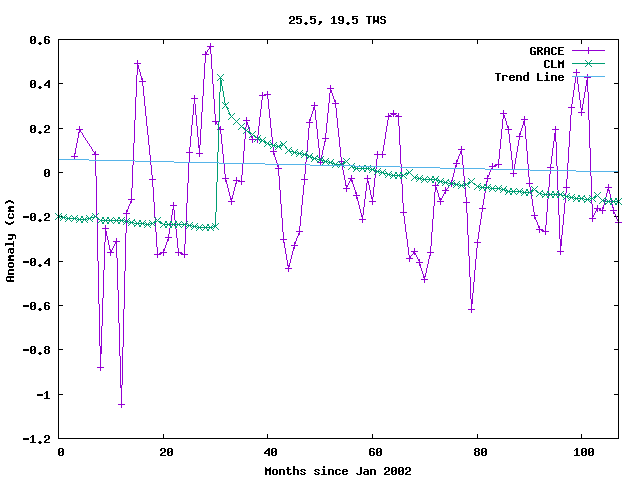 25.5, 19.5 TWS
GRACE
CLM
Trend Line
0.6
0.4
0.2
0
-0.2
-0.4
-0.6
-0.8
-1
-1.2
Anomaly (cm)
0 20 40 60 80 100
Months since Jan 2002